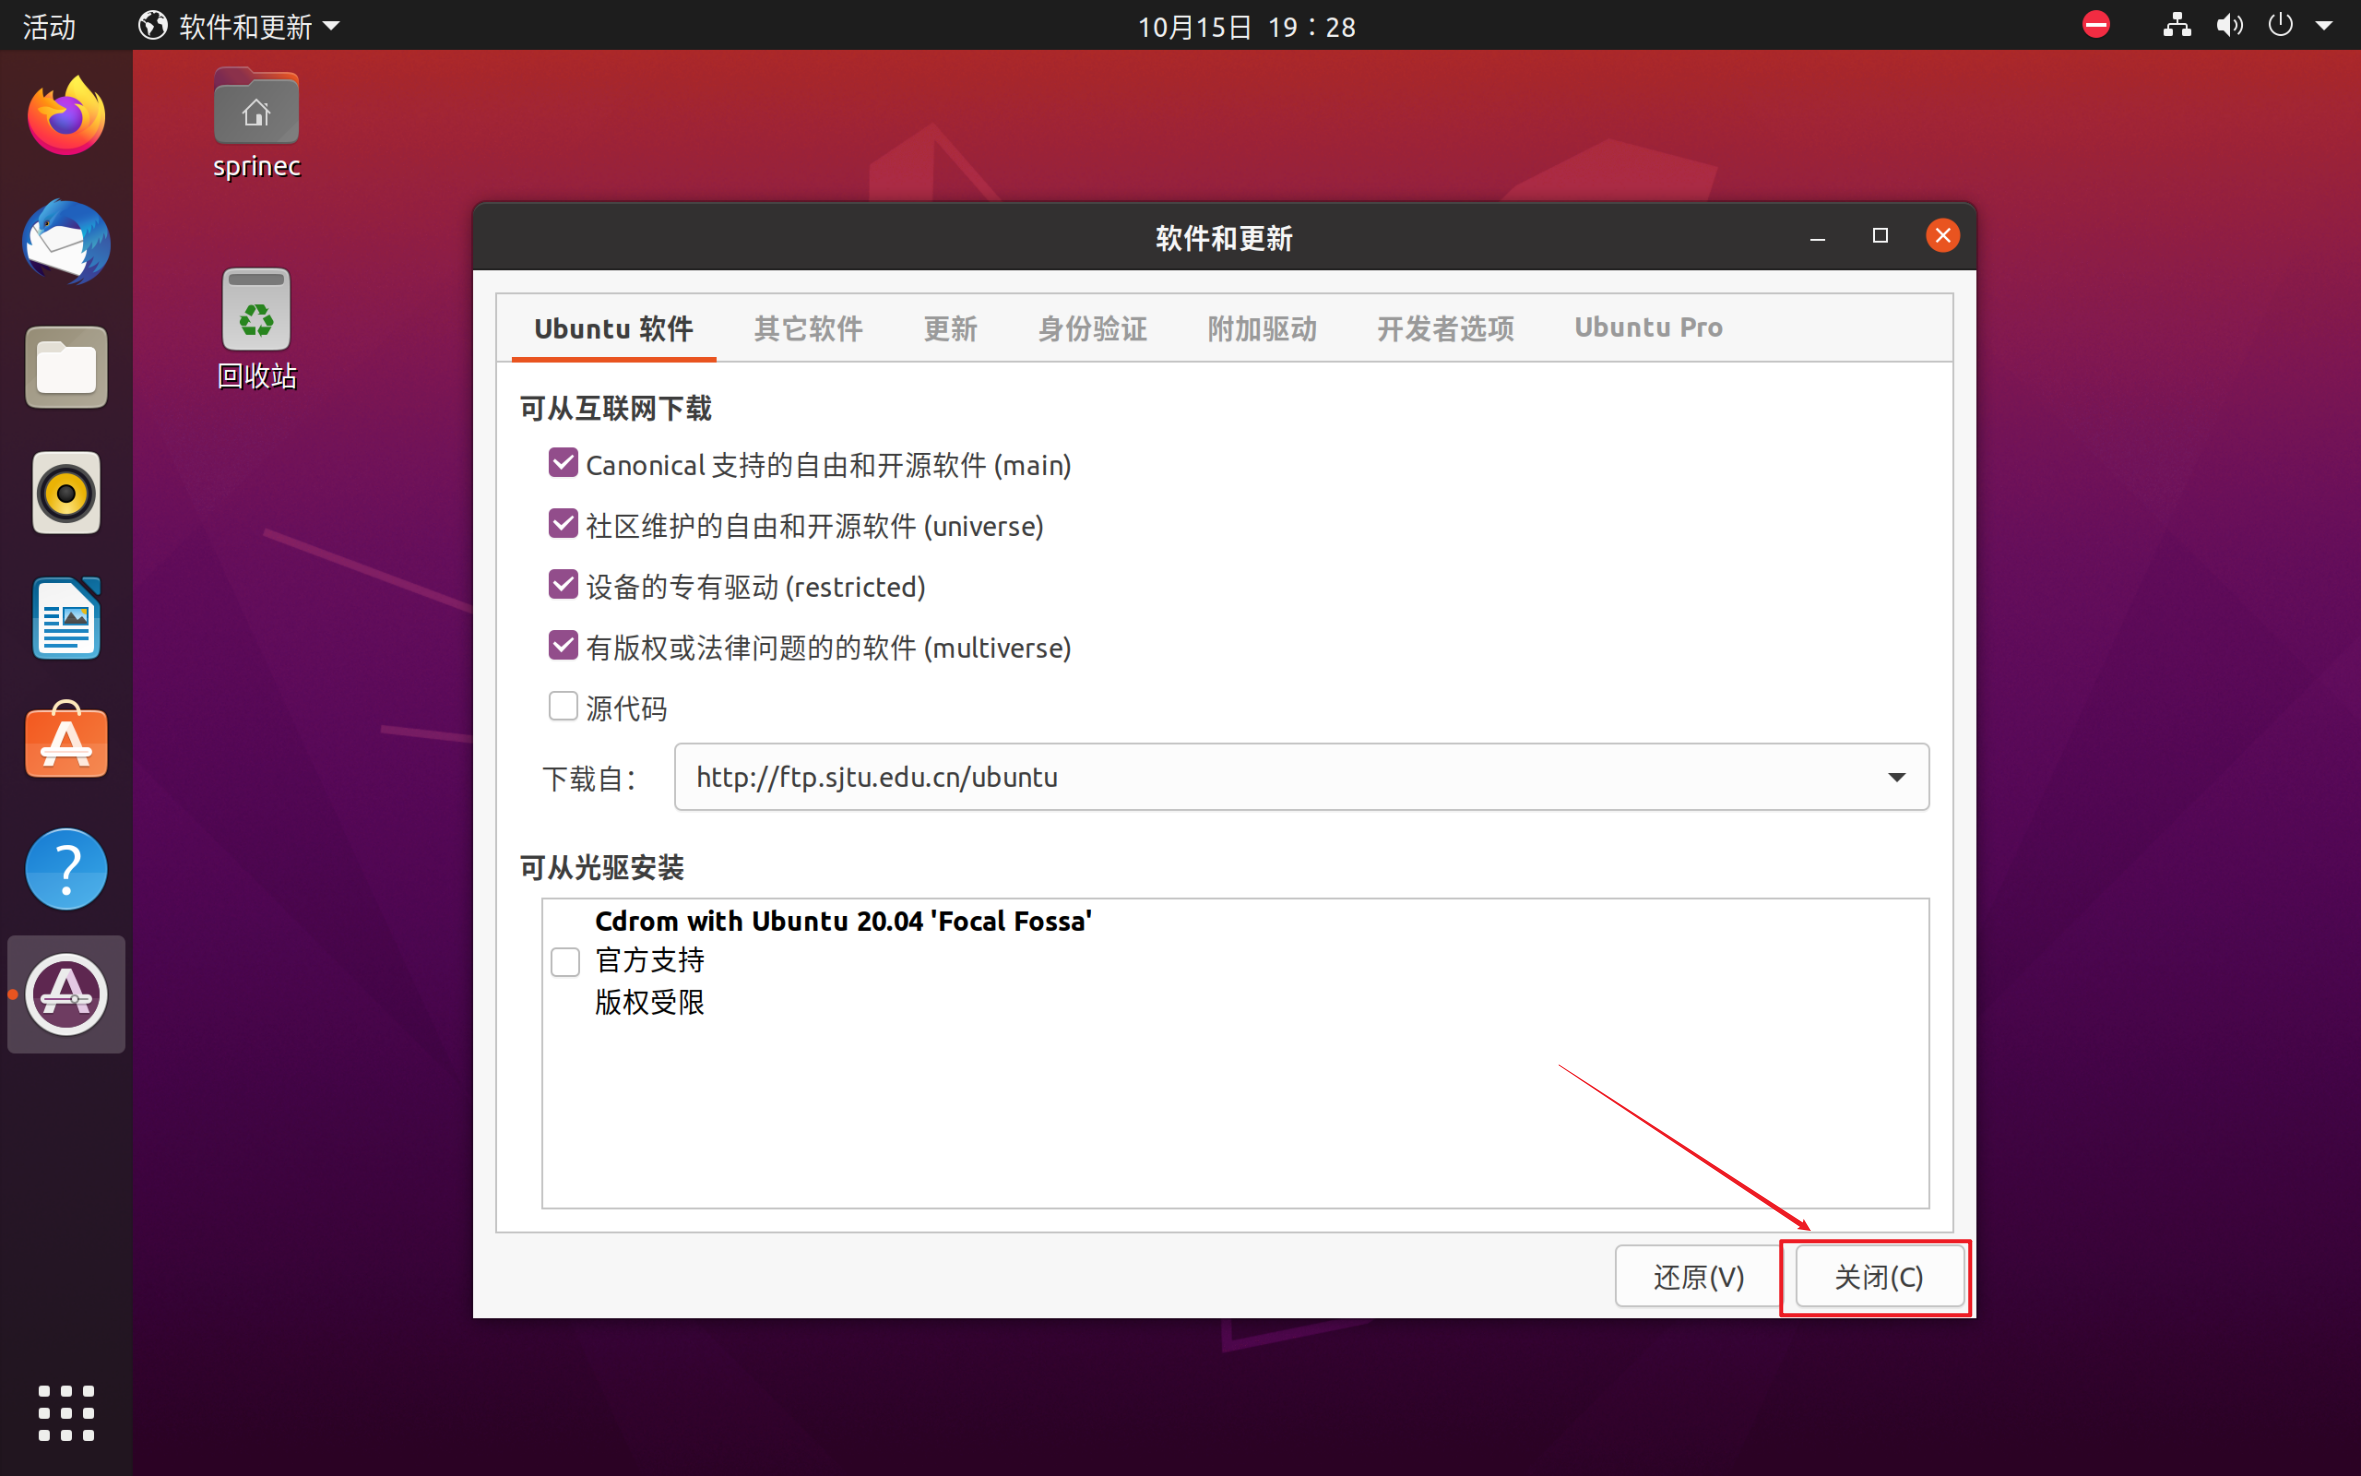 活动
软件和更新
10月15日 19：28
sprinec
回收站
软件和更新
Ubuntu 软件
其它软件
更新
身份验证
附加驱动
开发者选项
Ubuntu Pro
可从互联网下载
Canonical 支持的自由和开源软件 (main)
社区维护的自由和开源软件 (universe)
设备的专有驱动 (restricted)
有版权或法律问题的的软件 (multiverse)
源代码
下载自：
http://ftp.sjtu.edu.cn/ubuntu
可从光驱安装
Cdrom with Ubuntu 20.04 'Focal Fossa'
官方支持
版权受限
还原(V)
关闭(C)